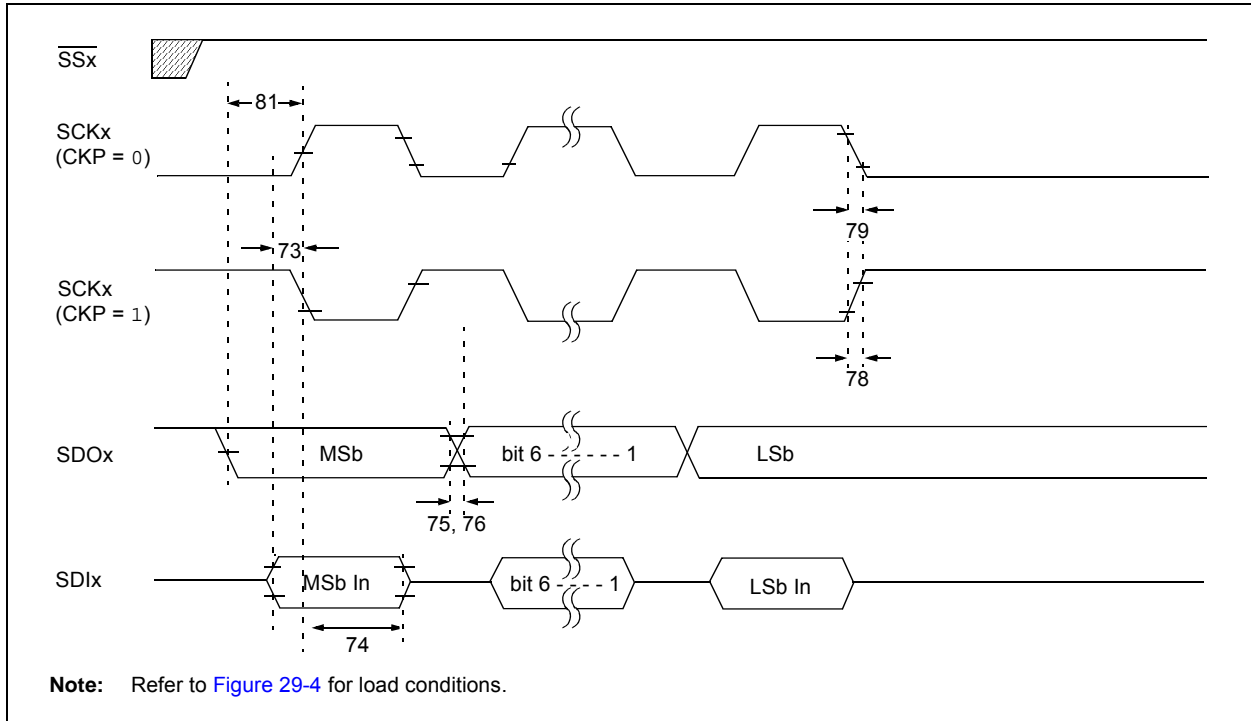 SSx
81
SCKx
(CKP = 0)
79
73
SCKx
(CKP = 1)
78
SDOx
MSb
bit 6 - - - - - - 1
LSb
75, 76
SDIx
MSb In
bit 6 - - - - - 1
LSb In
74
Note: Refer to Figure 29-4 for load conditions.